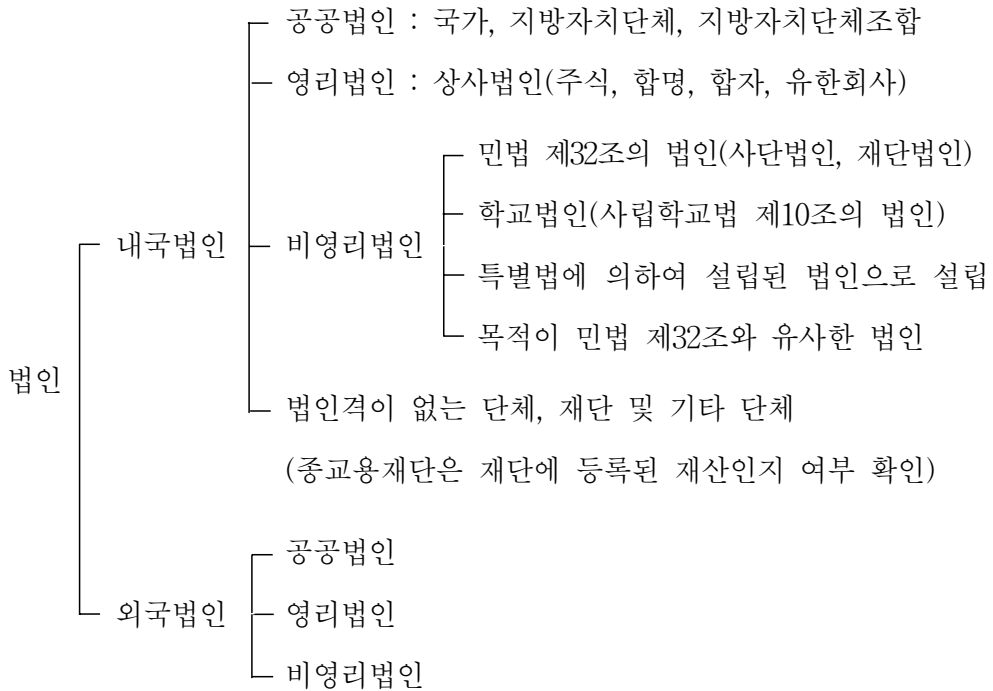 공공법인 : 국가, 지방자치단체, 지방자치단체조합
영리법인 : 상사법인(주식, 합명, 합자, 유한회사)
민법 제32조의 법인(사단법인, 재단법인)
학교법인(사립학교법 제10조의 법인)
내국법인
비영리법인
특별법에 의하여 설립된 법인으로 설립
목적이 민법 제32조와 유사한 법인
법인
법인격이 없는 단체, 재단 및 기타 단체
(종교용재단은 재단에 등록된 재산인지 여부 확인)
공공법인
외국법인
영리법인
비영리법인